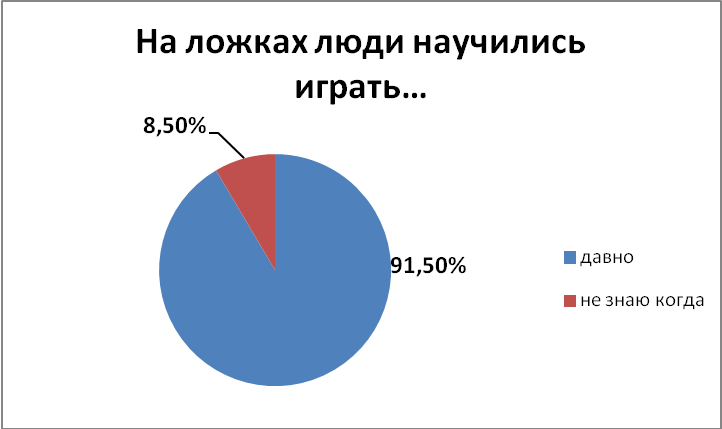 На ложках люди научились
играть...
8,50%
91,50%
давно
не знаю когда